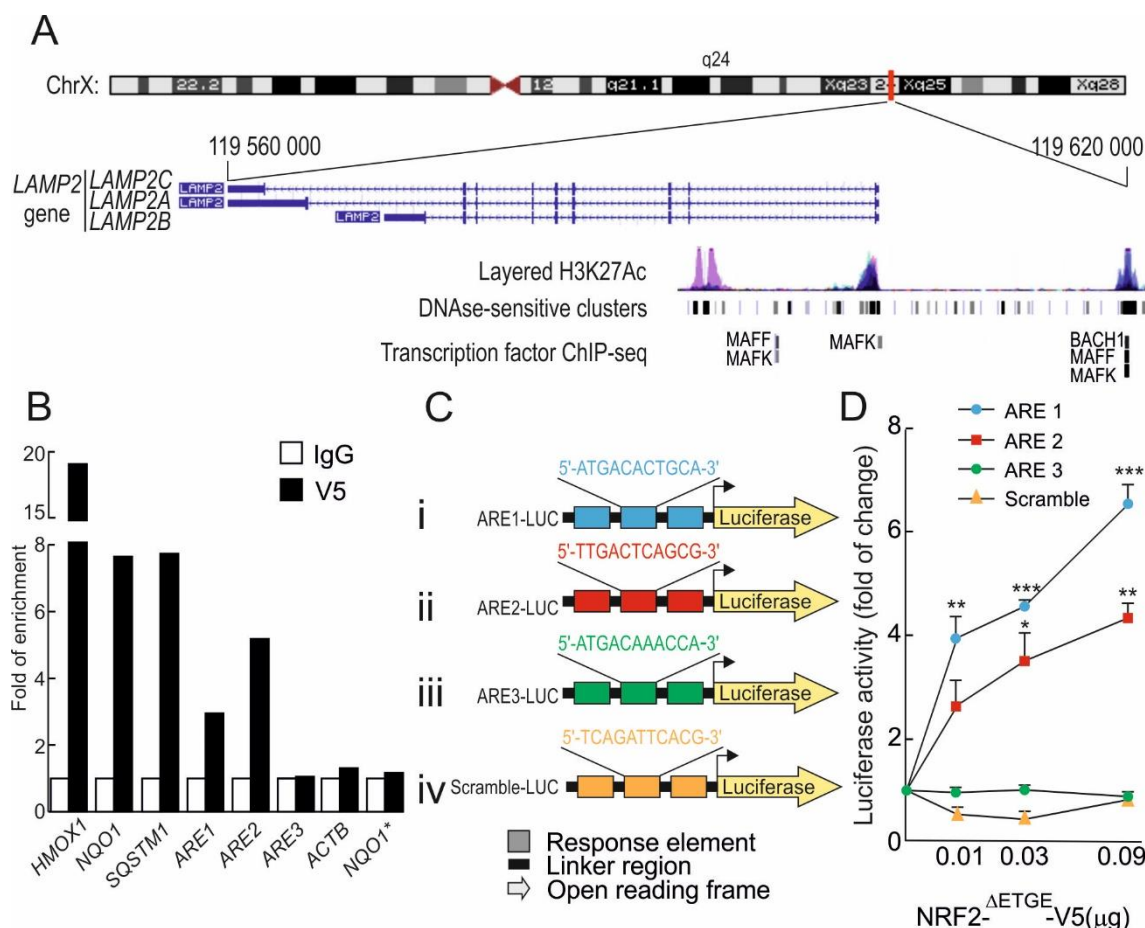 A
q24
ChrX: 22.2 12 q21.1 Xq23 24 Xq25 Xq28
119 560 000 119 620 000
LAMP2 gene
LAMP2C LAMP2
LAMP2A LAMP2
LAMP2B LAMP2
Layered H3K27Ac
DNAse-sensitive clusters
Transcription factor ChIP-seq
MAFF
MAFK
MAFK
BACH1
MAFF
MAFK
B
IgG
V5
Fold of enrichment
20
15
8
6
4
2
0
HMOX1 NQO1 SQSTM1 ARE1 ARE2 ARE3 ACTB NQO1*
C
5'-ATGACACTGCA-3'
i ARE1-LUC Luciferase
5'-TTGACTCAGCG-3'
ii ARE2-LUC Luciferase
5'-ATGACAAACCA-3'
iii ARE3-LUC Luciferase
5'-TCAGATTCACG-3'
iv Scramble-LUC Luciferase
Response element
Linker region
Open reading frame
D
ARE 1
ARE 2
ARE 3
Scramble
Luciferase activity (fold of change)
8
6
4
2
0
**
***
*
***
**
0.01 0.03 0.09
NRF2-ΔETGE-V5(µg)